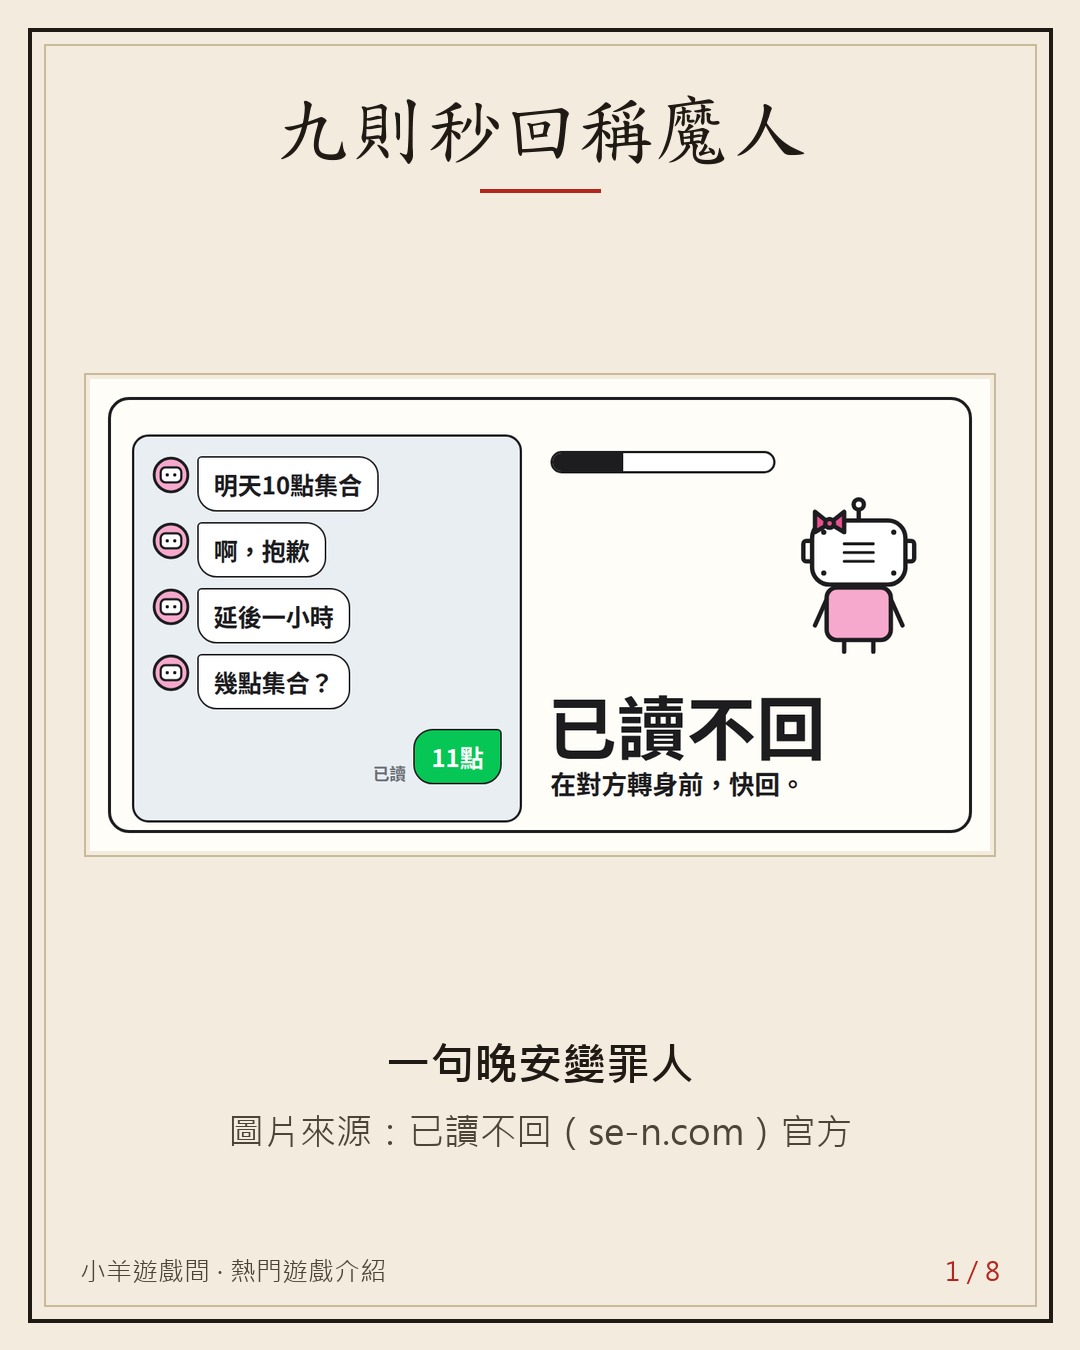 九則秒回稱魔人
明天10點集合
啊，抱歉
延後一小時
幾點集合？
已讀
11點
已讀不回
在對方轉身前，快回。
一句晚安變罪人
圖片來源：已讀不回（se-n.com）官方
小羊遊戲間·熱門遊戲介紹
1/8